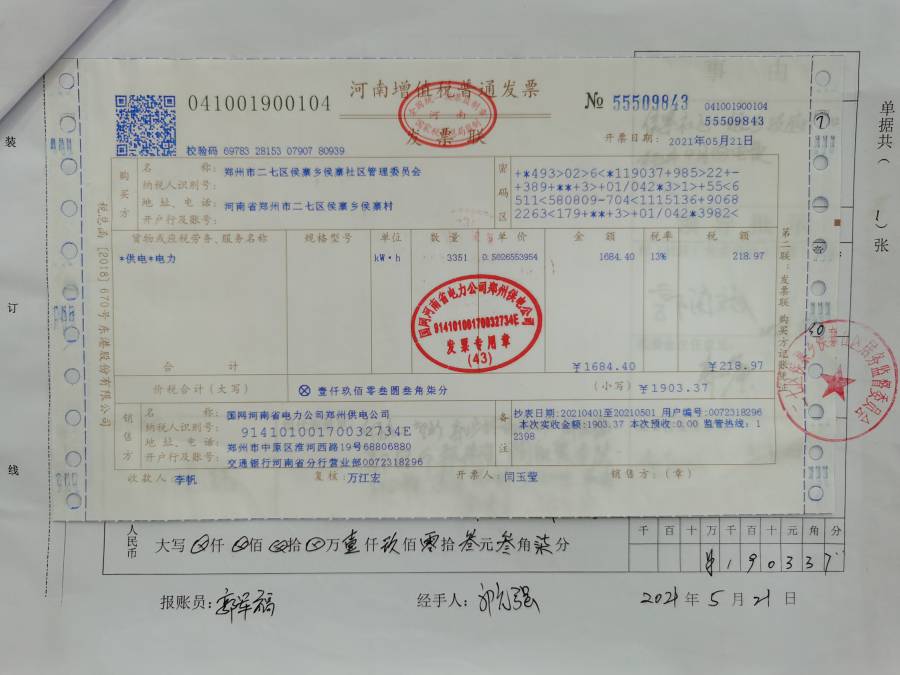 河南增值税普通发票
发票联
041001900104
№ 55509843
041001900104
55509843
校验码 69783 28153 07907 80939
开票日期: 2021年05月21日
购买方
名 称: 郑州市二七区侯寨乡侯寨社区管理委员会
纳税人识别号:
地 址、电 话: 河南省郑州市二七区侯寨乡侯寨村
开户行及账号:
密码区
+*493>02>6<*119037+985>22+-
-389+**+3>+01/042*3>1>+55<6
511<580809-704<1115136+9068
2263<179+**+3>+01/042*3982<
货物或应税劳务、服务名称 规格型号 单位 数量 单价 金额 税率 税额
*供电*电力 kW·h 3351 0.5026553954 1684.40 13% 218.97
合 计 ¥1684.40 ¥218.97
价税合计(大写) ⊗壹仟玖佰零叁圆叁角柒分 (小写) ¥1903.37
销售方
名 称: 国网河南省电力公司郑州供电公司
纳税人识别号: 91410100170032734E
地 址、电 话: 郑州市中原区淮河西路19号68806880
开户行及账号: 交通银行河南省分行营业部0072318296
备注
抄表日期:20210401至20210501 用户编号:0072318296
本次实收金额:1903.37 本次预收:0.00 监管热线:1
2398
收款人: 李帆 复核: 万江宏 开票人: 闫玉莹 销售方:(章)
税总函[2018]670号东港股份有限公司
第二联:发票联 购买方记账凭证
国网河南省电力公司郑州供电公司
91410100170032734E
发票专用章
(43)
河南
装
订
线
单据共
1)张
人民币
大写 仟 佰 拾 万壹仟玖佰零拾叁元叁角柒分
千 百 十 万 千 百 十 元 角 分
¥ 1 9 0 3 3 7
报账员:
经手人:
2021年5月21日